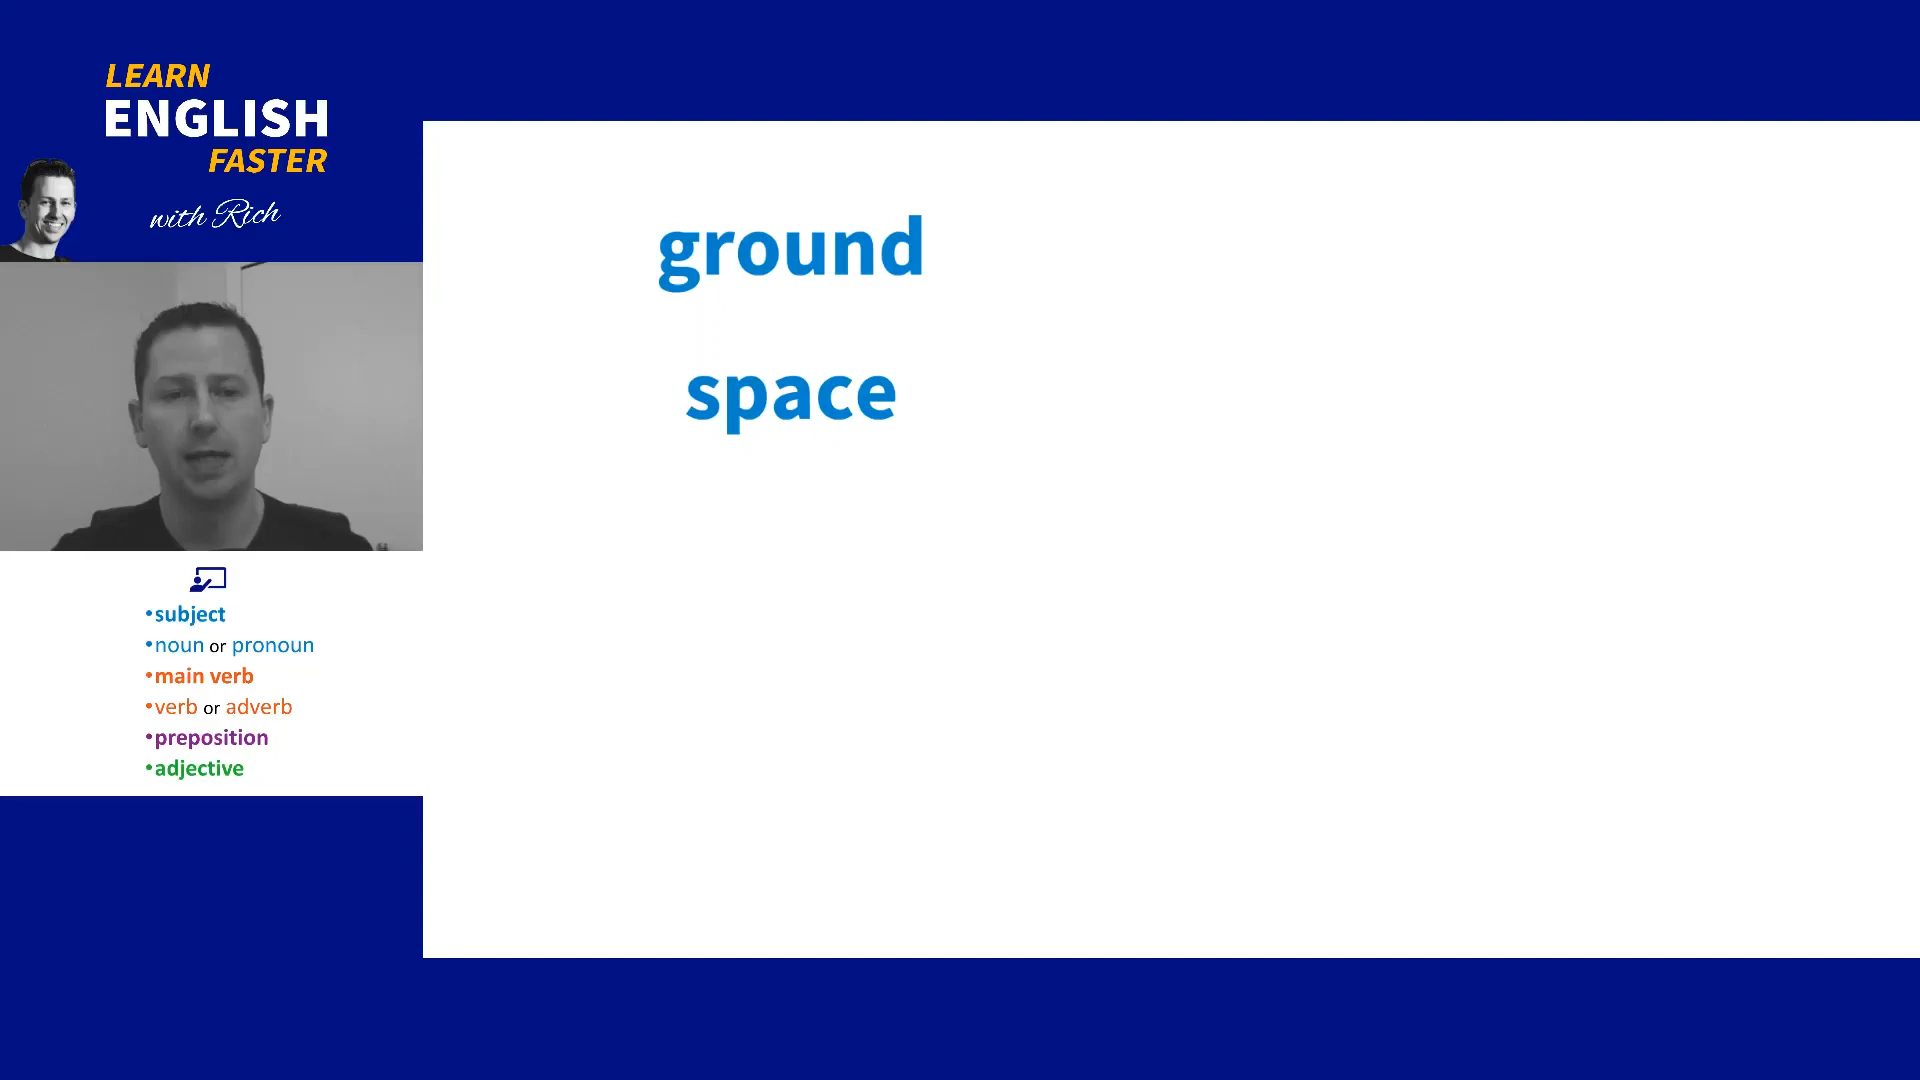 LEARN
ENGLISH
FASTER
with Rich
ground
space
•subject
•noun or pronoun
•main verb
•verb or adverb
•preposition
•adjective